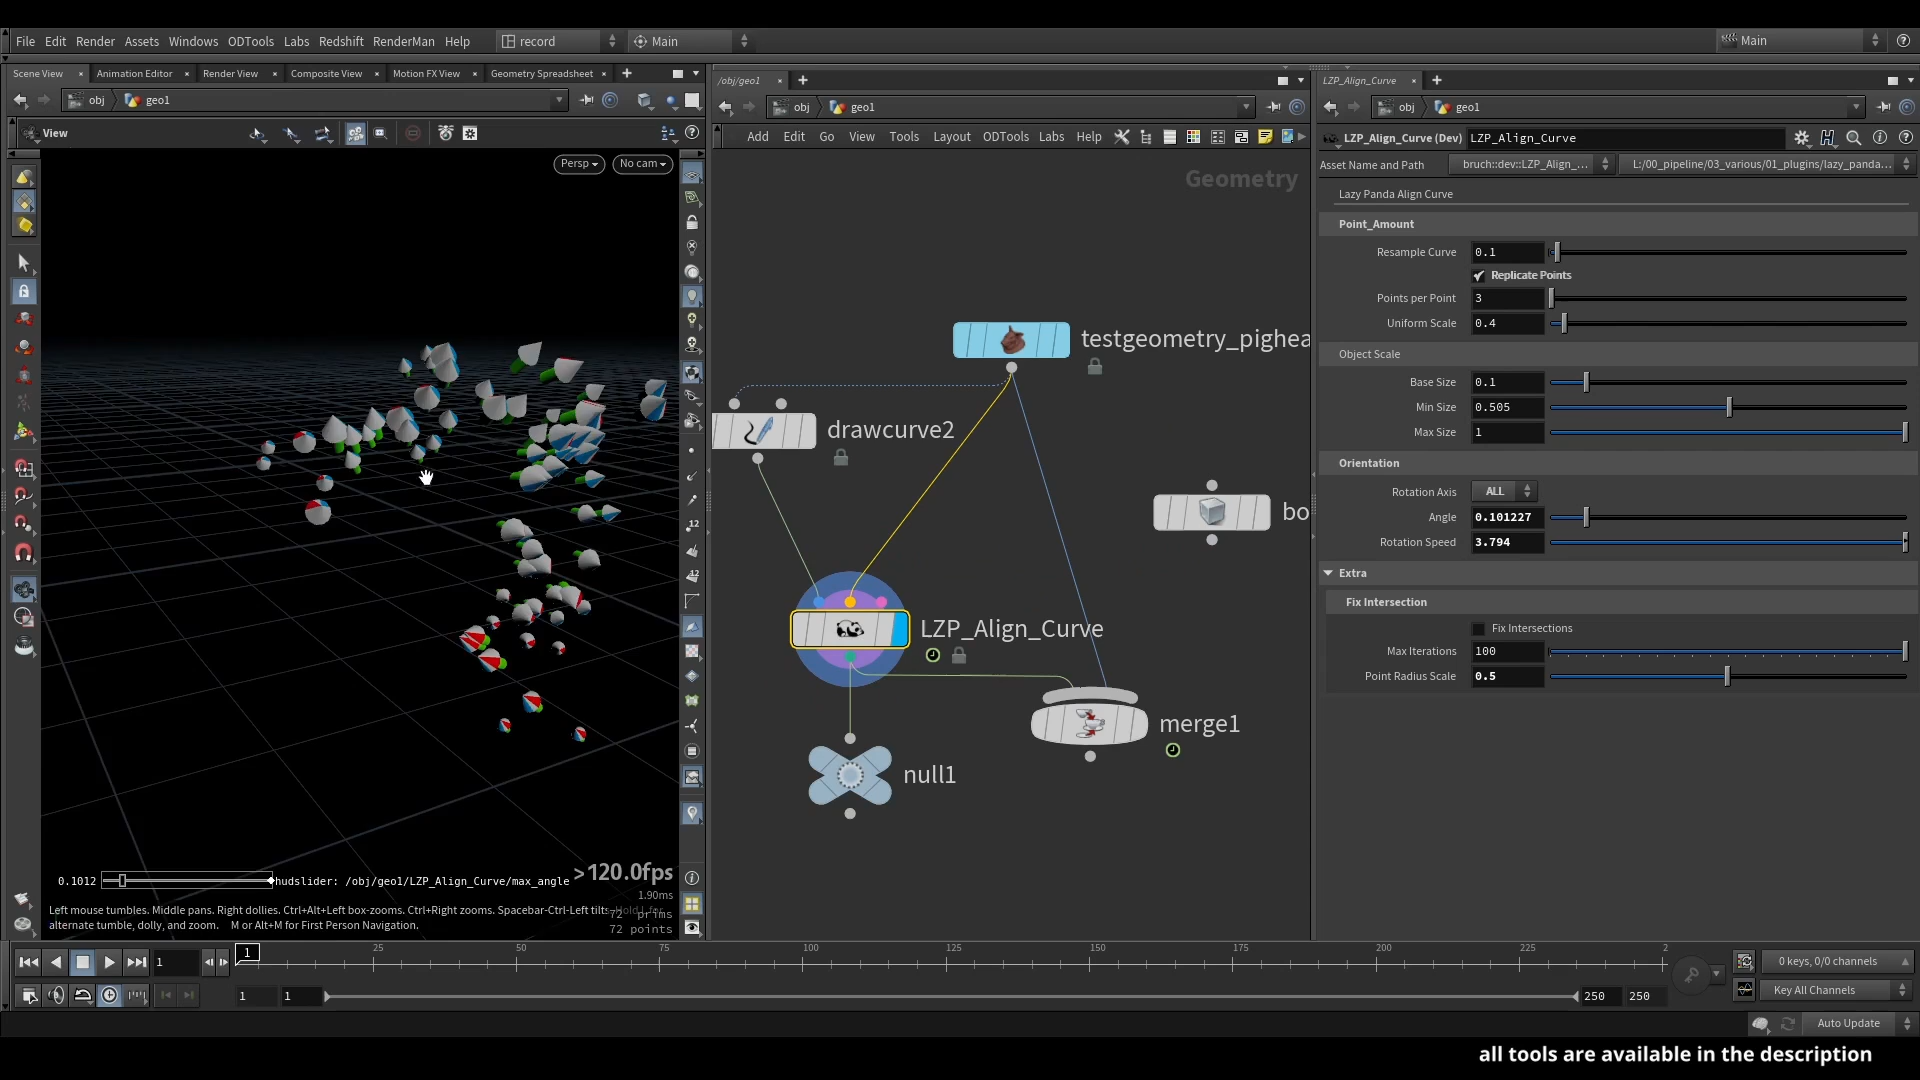 File Edit Render Assets Windows ODTools Labs Redshift RenderMan Help record Main Main
Scene View Animation Editor Render View Composite View Motion FX View Geometry Spreadsheet
obj geo1
View
Persp No cam
0.1012 hudslider: /obj/geo1/LZP_Align_Curve/max_angle
>120.0fps
1.90ms
72 prims
72 points
Left mouse tumbles. Middle pans. Right dollies. Ctrl+Alt+Left box-zooms. Ctrl+Right zooms. Spacebar-Ctrl-Left tilts. Hold L for
alternate tumble, dolly, and zoom. M or Alt+M for First Person Navigation.
/obj/geo1
obj geo1
Add Edit Go View Tools Layout ODTools Labs Help
Geometry
testgeometry_pighea
drawcurve2
bo
LZP_Align_Curve
merge1
null1
LZP_Align_Curve
obj geo1
LZP_Align_Curve (Dev) LZP_Align_Curve
Asset Name and Path bruch::dev::LZP_Align_... L:/00_pipeline/03_various/01_plugins/lazy_panda...
Lazy Panda Align Curve
Point_Amount
Resample Curve 0.1
Replicate Points
Points per Point 3
Uniform Scale 0.4
Object Scale
Base Size 0.1
Min Size 0.505
Max Size 1
Orientation
Rotation Axis ALL
Angle 0.101227
Rotation Speed 3.794
Extra
Fix Intersection
Fix Intersections
Max Iterations 100
Point Radius Scale 0.5
1 1 25 50 75 100 125 150 175 200 225 2
0 keys, 0/0 channels
1 1 250 250
Key All Channels
Auto Update
all tools are available in the description